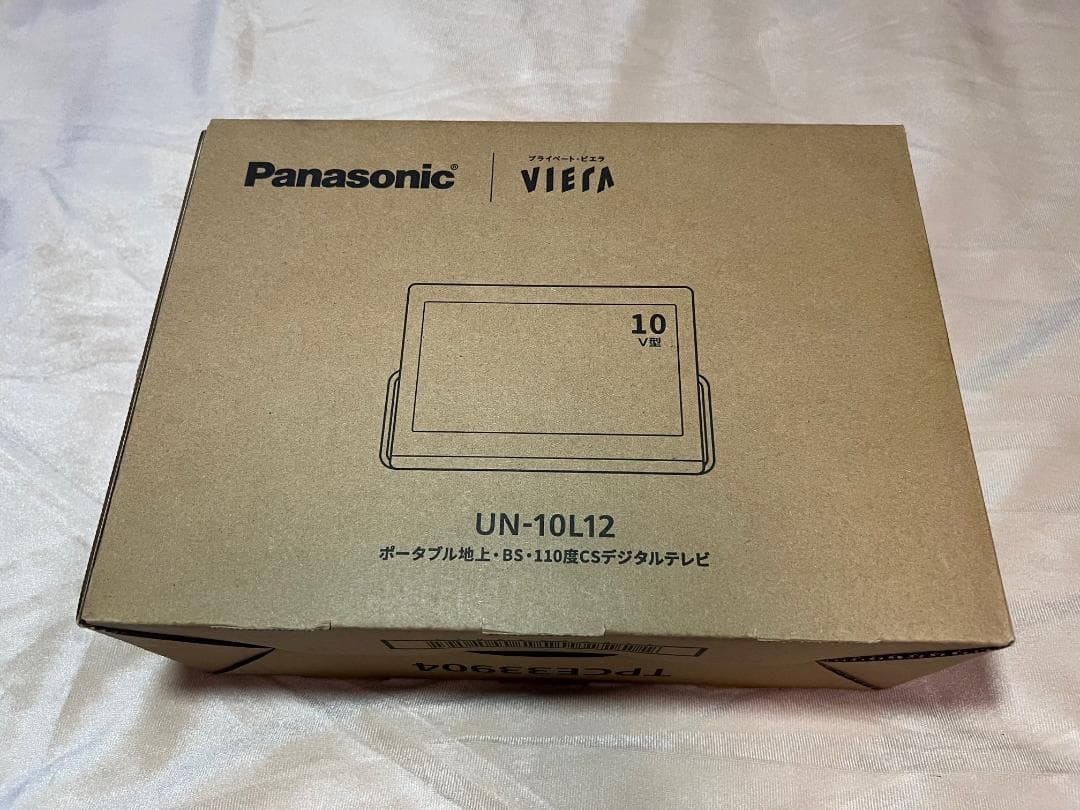 Panasonic®
プライベート・ビエラ
VIErA
10
V型
UN-10L12
ポータブル地上・BS・110度CSデジタルテレビ
TPCE33904